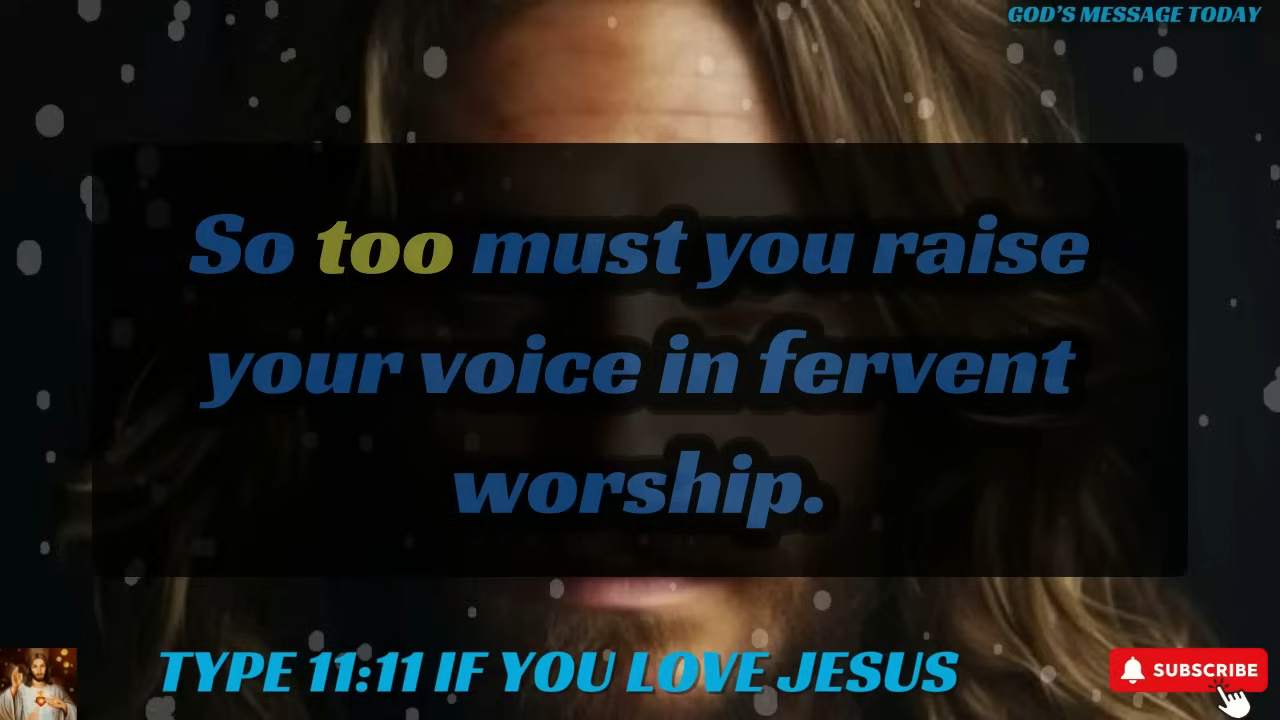 GOD'S MESSAGE TODAY
So too must you raise
your voice in fervent
worship.
TYPE 11:11 IF YOU LOVE JESUS
SUBSCRIBE